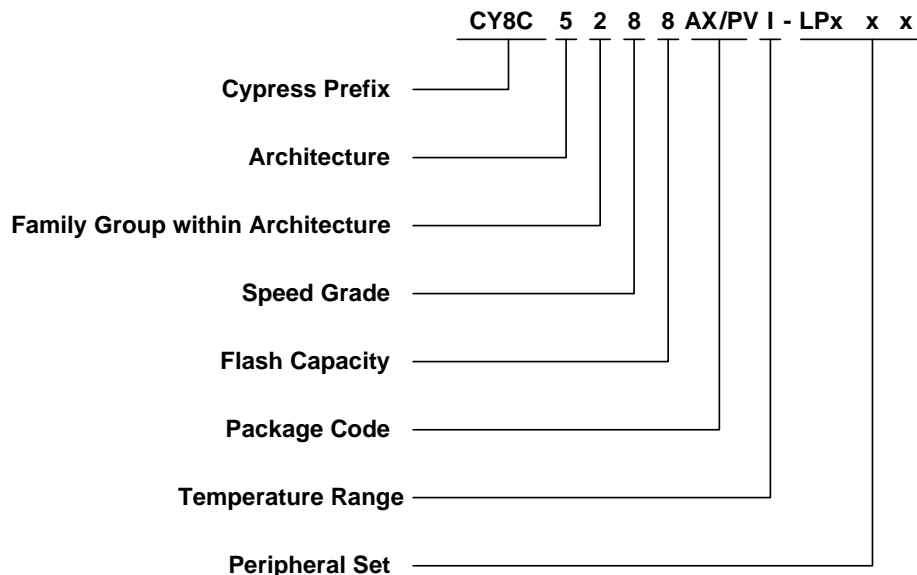 CY8C 5 2 8 8 AX/PV I - LPx x x
Cypress Prefix
Architecture
Family Group within Architecture
Speed Grade
Flash Capacity
Package Code
Temperature Range
Peripheral Set